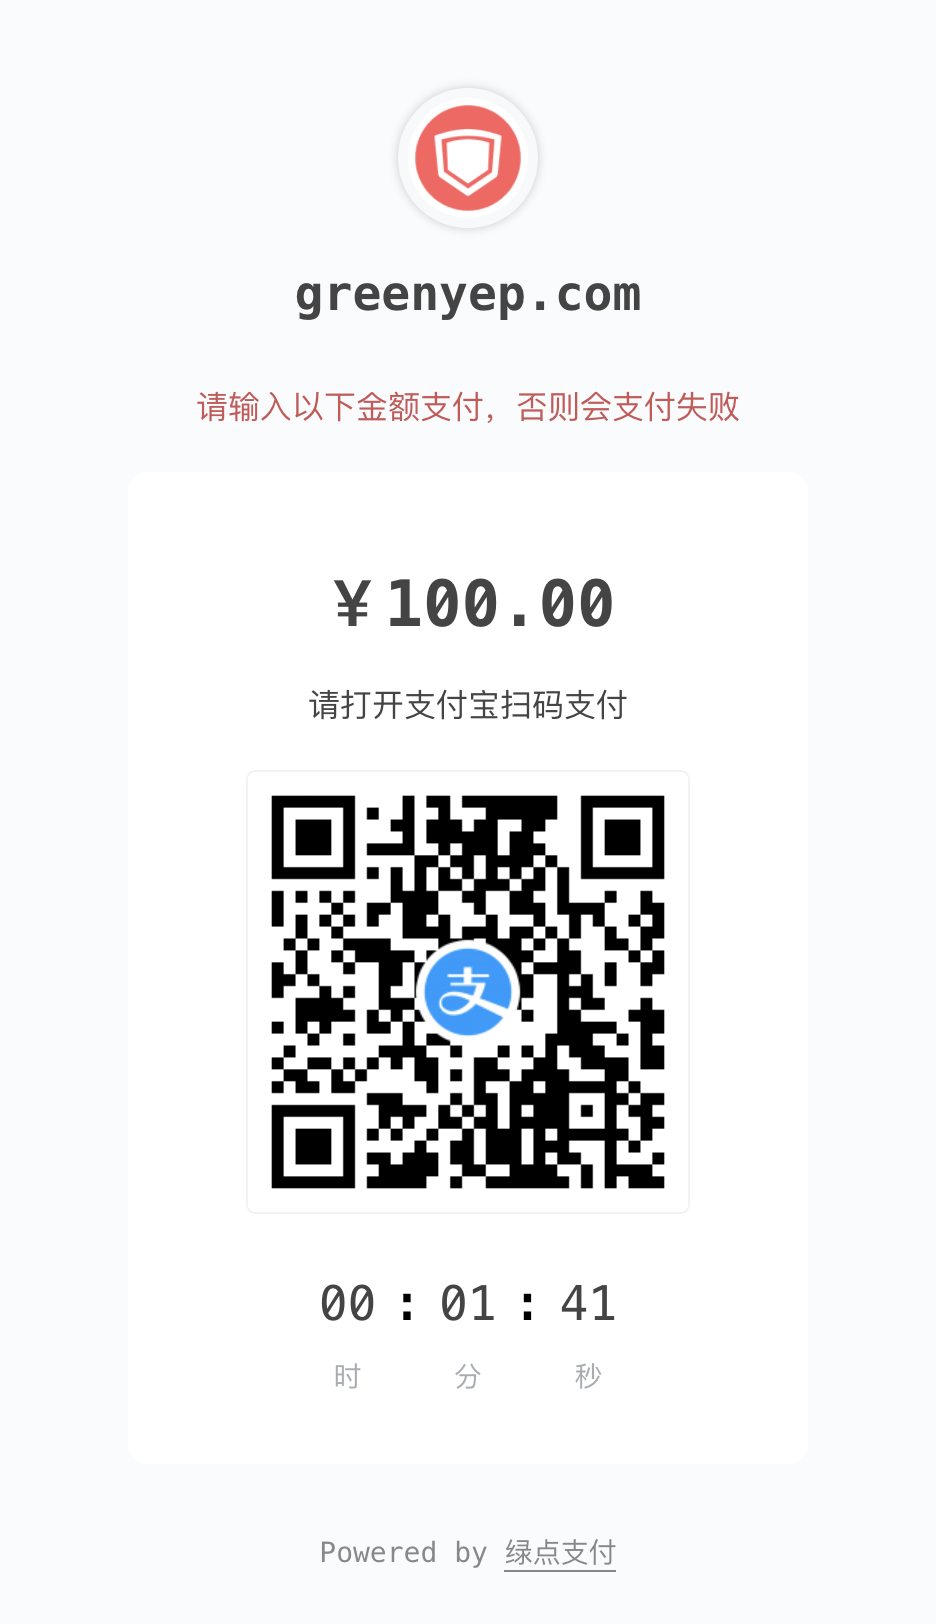 greenyep.com
请输入以下金额支付，否则会支付失败
￥100.00
请打开支付宝扫码支付
支
00 : 01 : 41
时 分 秒
Powered by 绿点支付